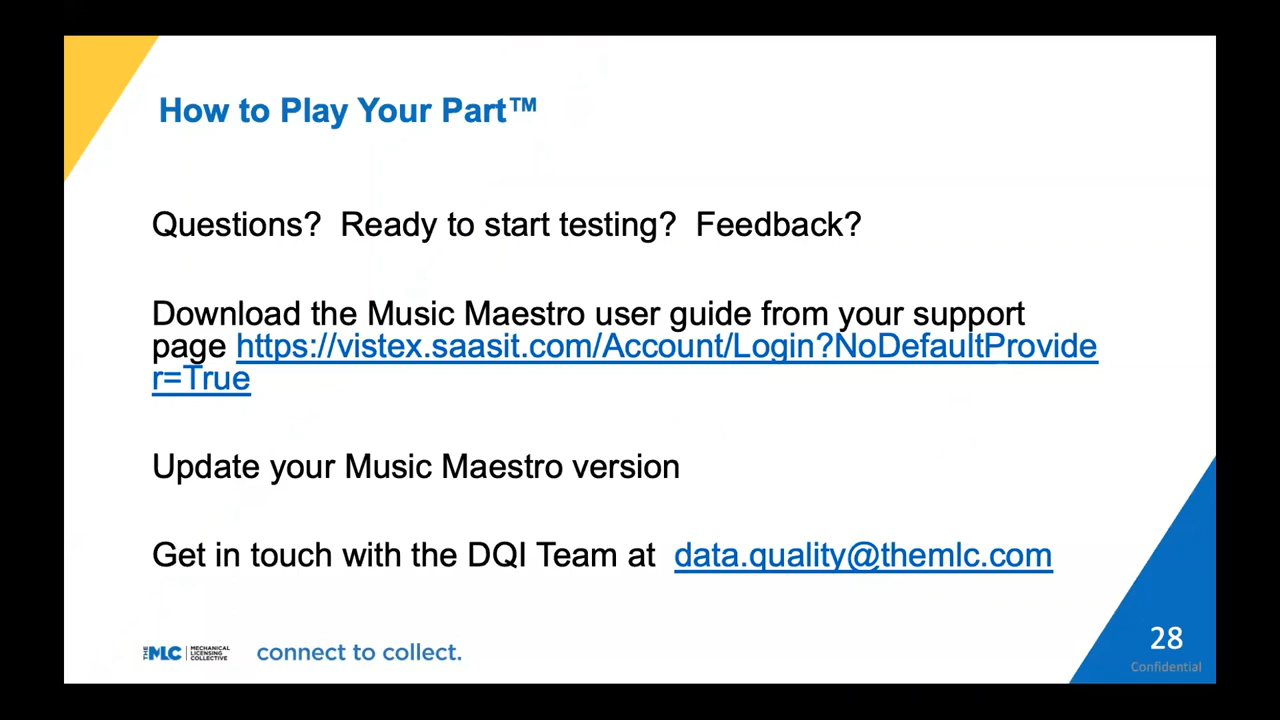 How to Play Your Part™
Questions?  Ready to start testing?  Feedback?
Download the Music Maestro user guide from your support
page https://vistex.saasit.com/Account/Login?NoDefaultProvide
r=True
Update your Music Maestro version
Get in touch with the DQI Team at  data.quality@themlc.com
THE MLC MECHANICAL
LICENSING
COLLECTIVE
connect to collect.
28
Confidential